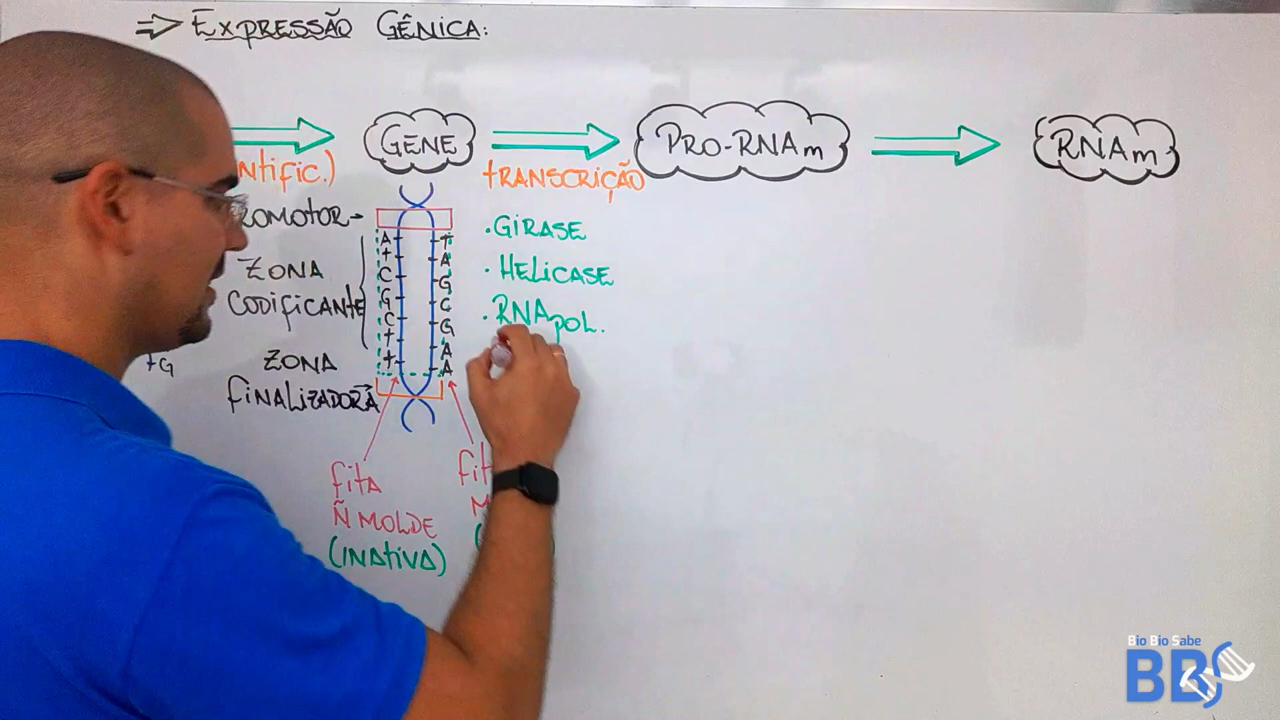 => EXPRESSÃO GÊNICA:
GENE
PRO-RNAm
RNAm
NTIFIC.)
TRANSCRIÇÃO
ROMOTOR→
ZONA
CODIFICANTE
ZONA
FINALIZADORA
+G
A
T
C
G
C
T
T
T
A
G
C
G
A
A
• GIRASE
• HELICASE
• RNA POL.
FITA
Ñ MOLDE
(INATIVA)
FIT
M
(
Bio Bio Sabe
BBS